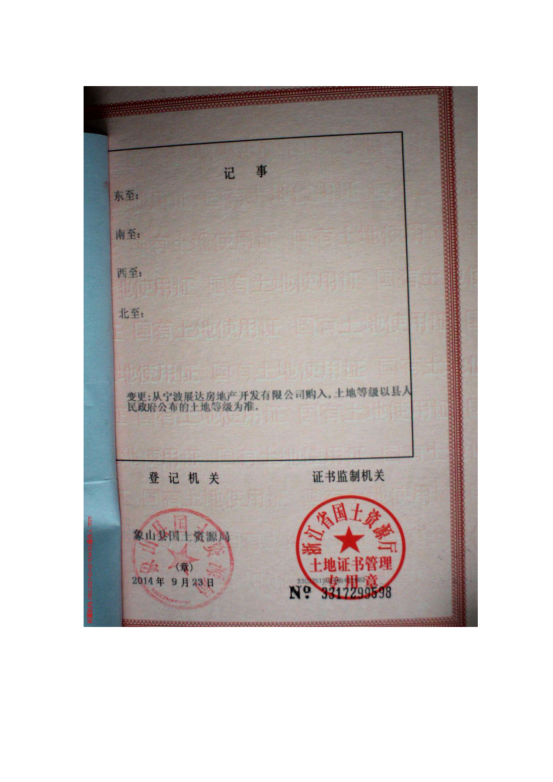 记 事
东至:
南至:
西至:
北至:
变更:从宁波展达房地产开发有限公司购入,土地等级以县人
民政府公布的土地等级为准.
登 记 机 关
证书监制机关
象山县国土资源局
(章)
2014 年 9 月 23 日
浙江省国土资源厅
土地证书管理
专用章
Nº 3317299598